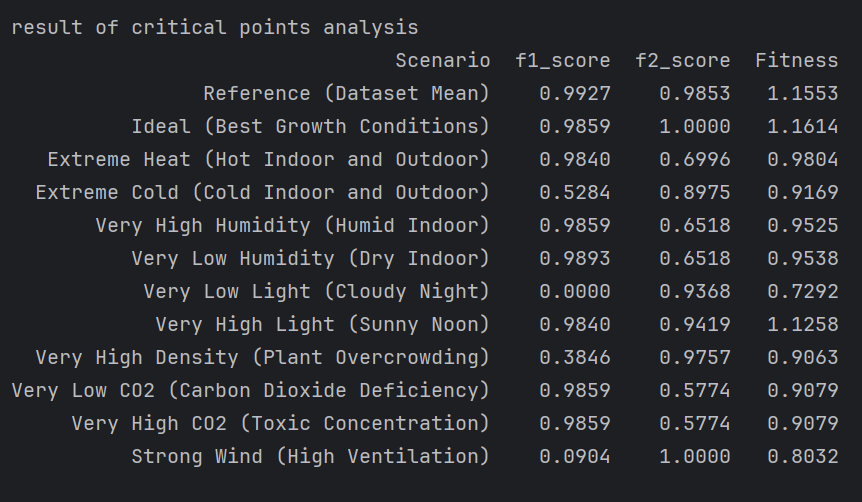 result of critical points analysis
Scenario f1_score f2_score Fitness
Reference (Dataset Mean) 0.9927 0.9853 1.1553
Ideal (Best Growth Conditions) 0.9859 1.0000 1.1614
Extreme Heat (Hot Indoor and Outdoor) 0.9840 0.6996 0.9804
Extreme Cold (Cold Indoor and Outdoor) 0.5284 0.8975 0.9169
Very High Humidity (Humid Indoor) 0.9859 0.6518 0.9525
Very Low Humidity (Dry Indoor) 0.9893 0.6518 0.9538
Very Low Light (Cloudy Night) 0.0000 0.9368 0.7292
Very High Light (Sunny Noon) 0.9840 0.9419 1.1258
Very High Density (Plant Overcrowding) 0.3846 0.9757 0.9063
Very Low CO2 (Carbon Dioxide Deficiency) 0.9859 0.5774 0.9079
Very High CO2 (Toxic Concentration) 0.9859 0.5774 0.9079
Strong Wind (High Ventilation) 0.0904 1.0000 0.8032